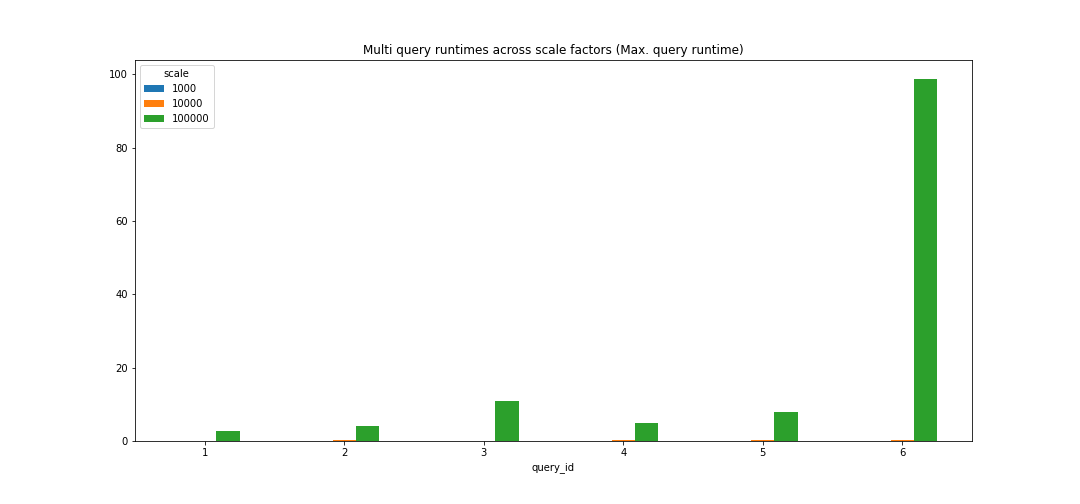 Multi query runtimes across scale factors (Max. query runtime)
scale
1000
10000
100000
100
80
60
40
20
0
1 2 3 4 5 6
query_id